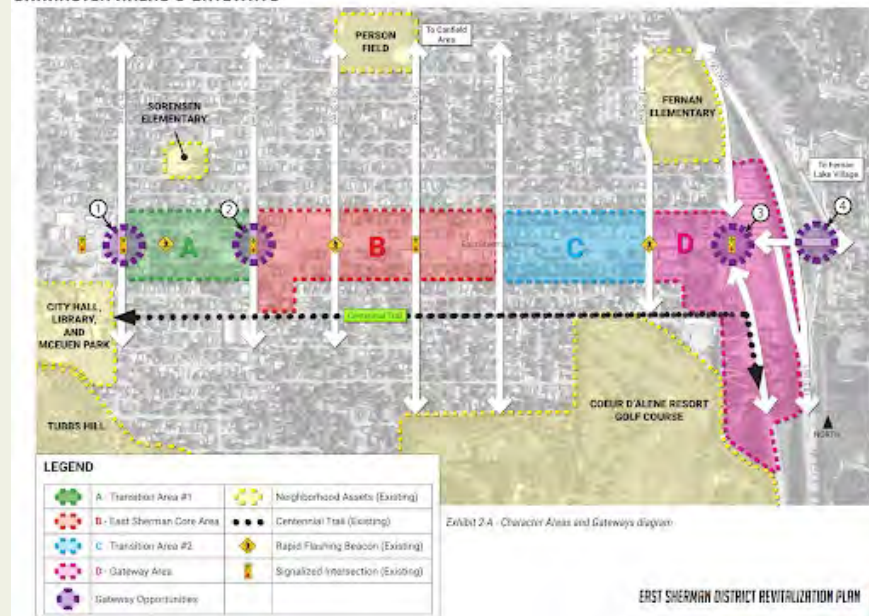 PERSON
FIELD
To Canfield
Area
SORENSEN
ELEMENTARY
FERNAN
ELEMENTARY
To Fernan
Lake Village
1
2
3
4
A
B
C
D
CITY HALL,
LIBRARY,
AND
MCEUEN PARK
Centennial Trail
TUBBS HILL
COEUR D'ALENE RESORT
GOLF COURSE
NORTH
LEGEND
A - Transition Area #1
Neighborhood Assets (Existing)
B - East Sherman Core Area
Centennial Trail (Existing)
C - Transition Area #2
Rapid Flashing Beacon (Existing)
D - Gateway Area
Signalized Intersection (Existing)
Gateway Opportunities
Exhibit 2-A - Character Areas and Gateways diagram
EAST SHERMAN DISTRICT REVITALIZATION PLAN